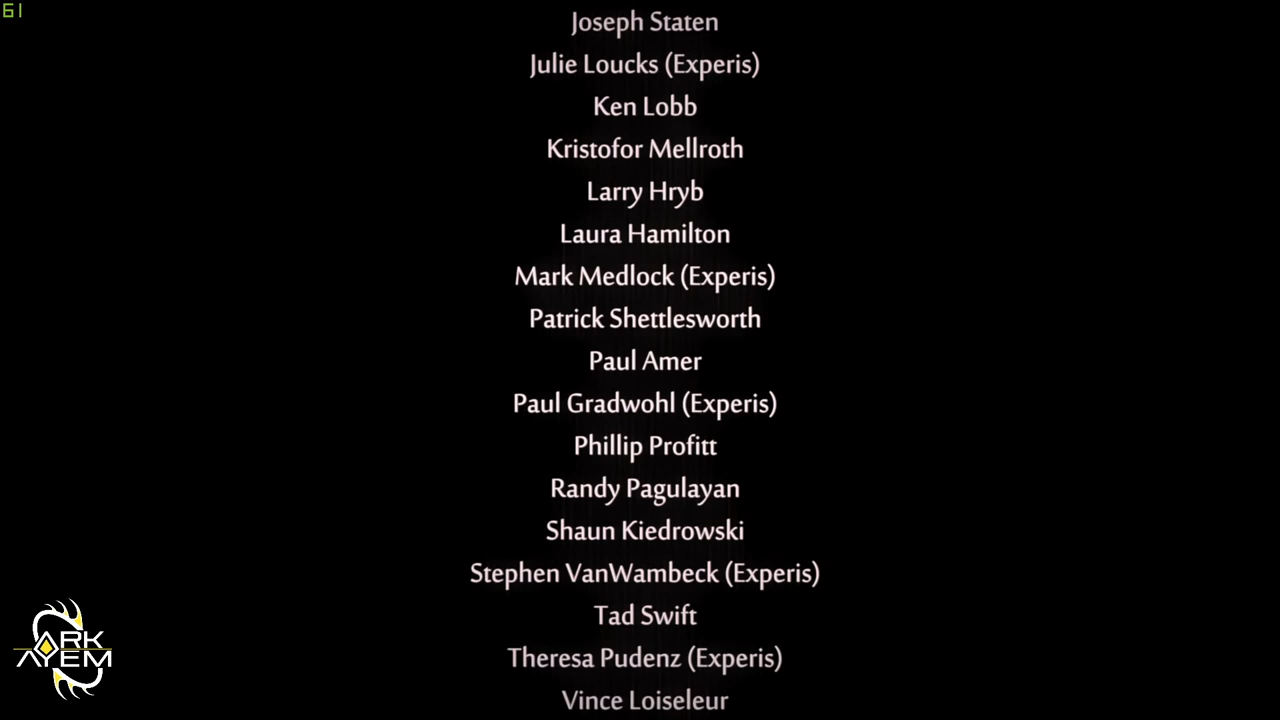 61
Joseph Staten
Julie Loucks (Experis)
Ken Lobb
Kristofor Mellroth
Larry Hryb
Laura Hamilton
Mark Medlock (Experis)
Patrick Shettlesworth
Paul Amer
Paul Gradwohl (Experis)
Phillip Profitt
Randy Pagulayan
Shaun Kiedrowski
Stephen VanWambeck (Experis)
Tad Swift
Theresa Pudenz (Experis)
Vince Loiseleur
ARK
AYEM